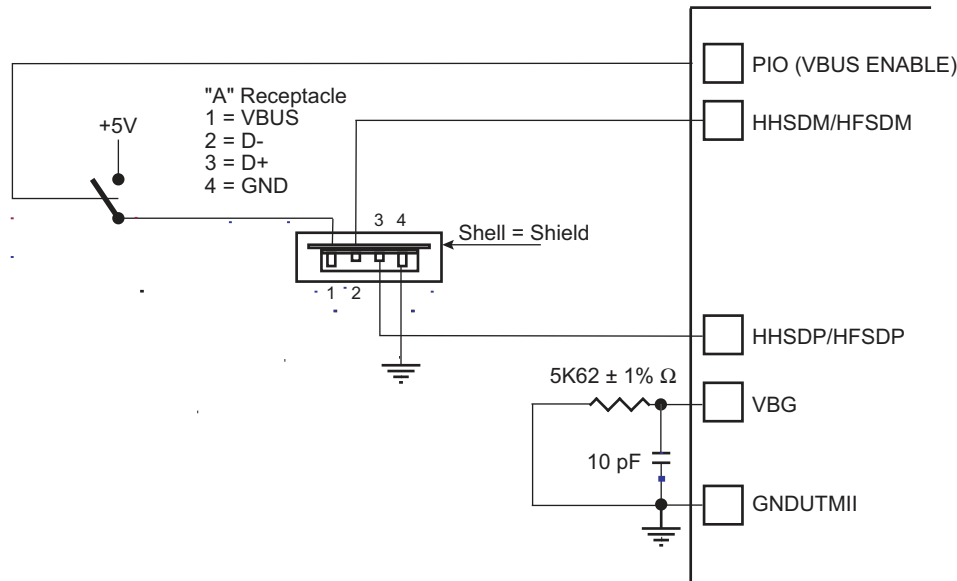 PIO (VBUS ENABLE)
"A" Receptacle
1 = VBUS
2 = D-
3 = D+
4 = GND
+5V
HHSDM/HFSDM
3 4
Shell = Shield
1 2
HHSDP/HFSDP
5K62 ± 1% Ω
VBG
10 pF
GNDUTMII